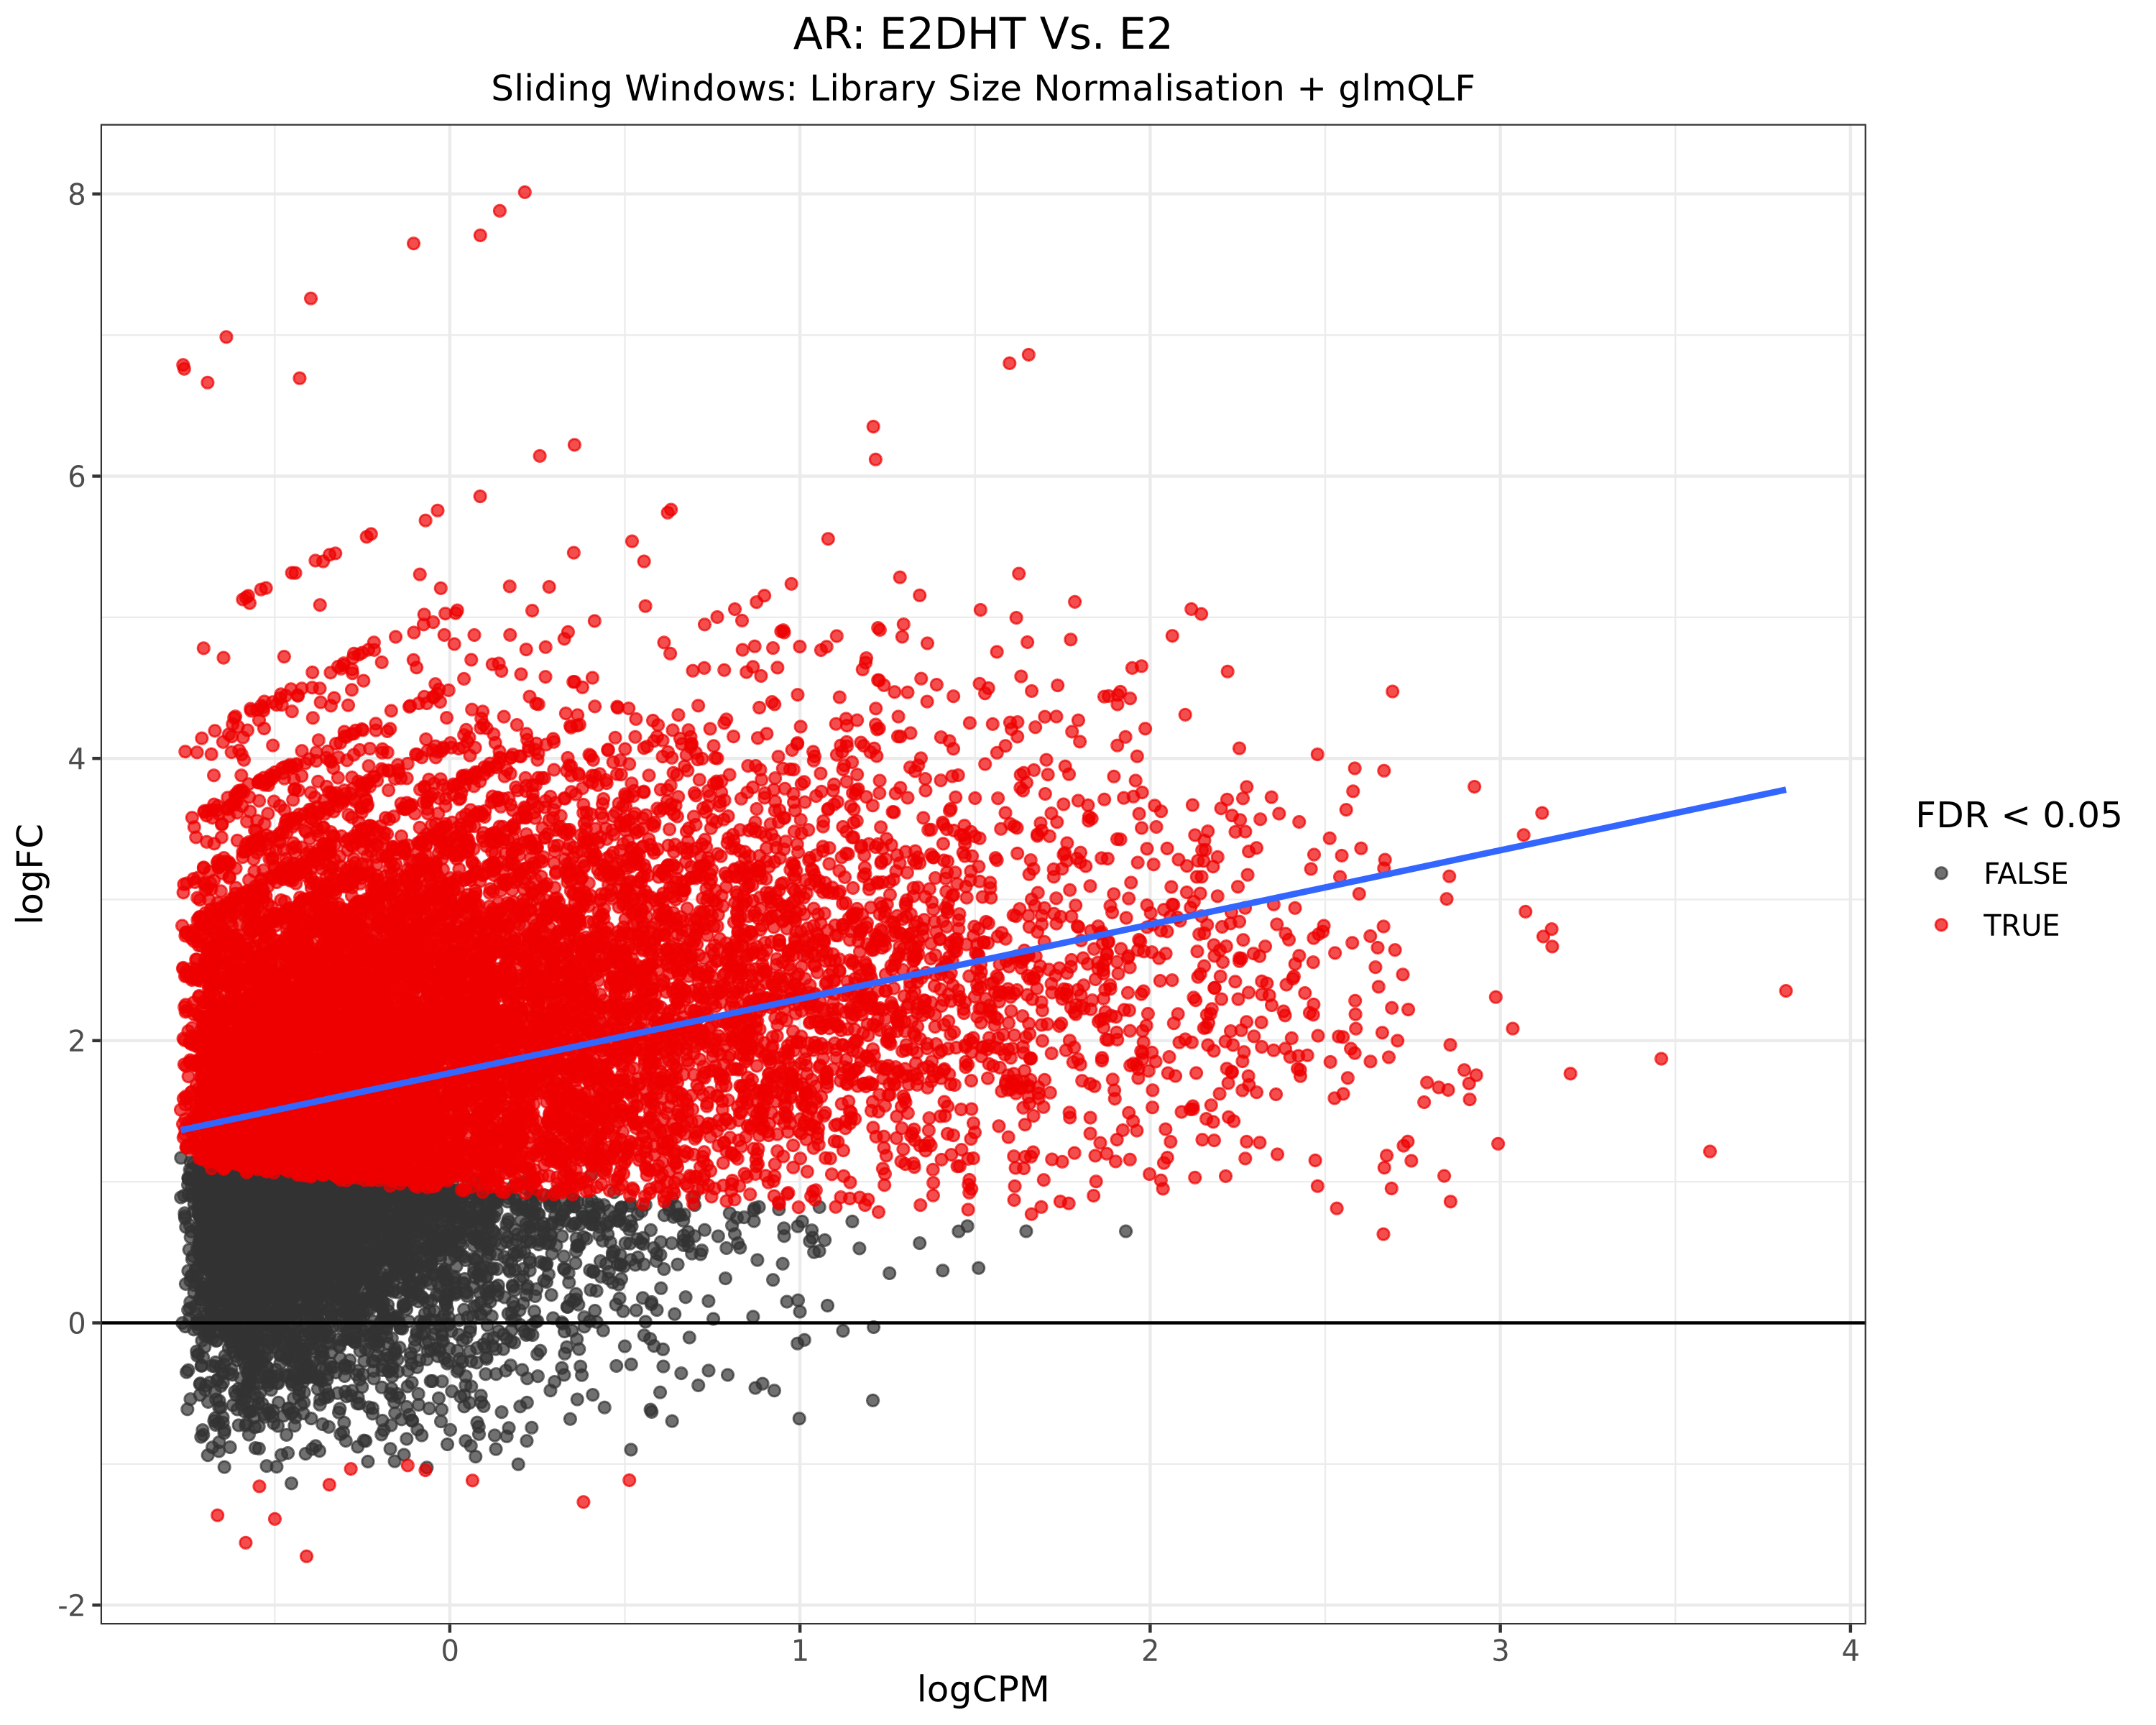 AR: E2DHT Vs. E2
Sliding Windows: Library Size Normalisation + glmQLF
8
6
4
2
0
-2
logFC
0
1
2
3
4
logCPM
FDR < 0.05
FALSE
TRUE